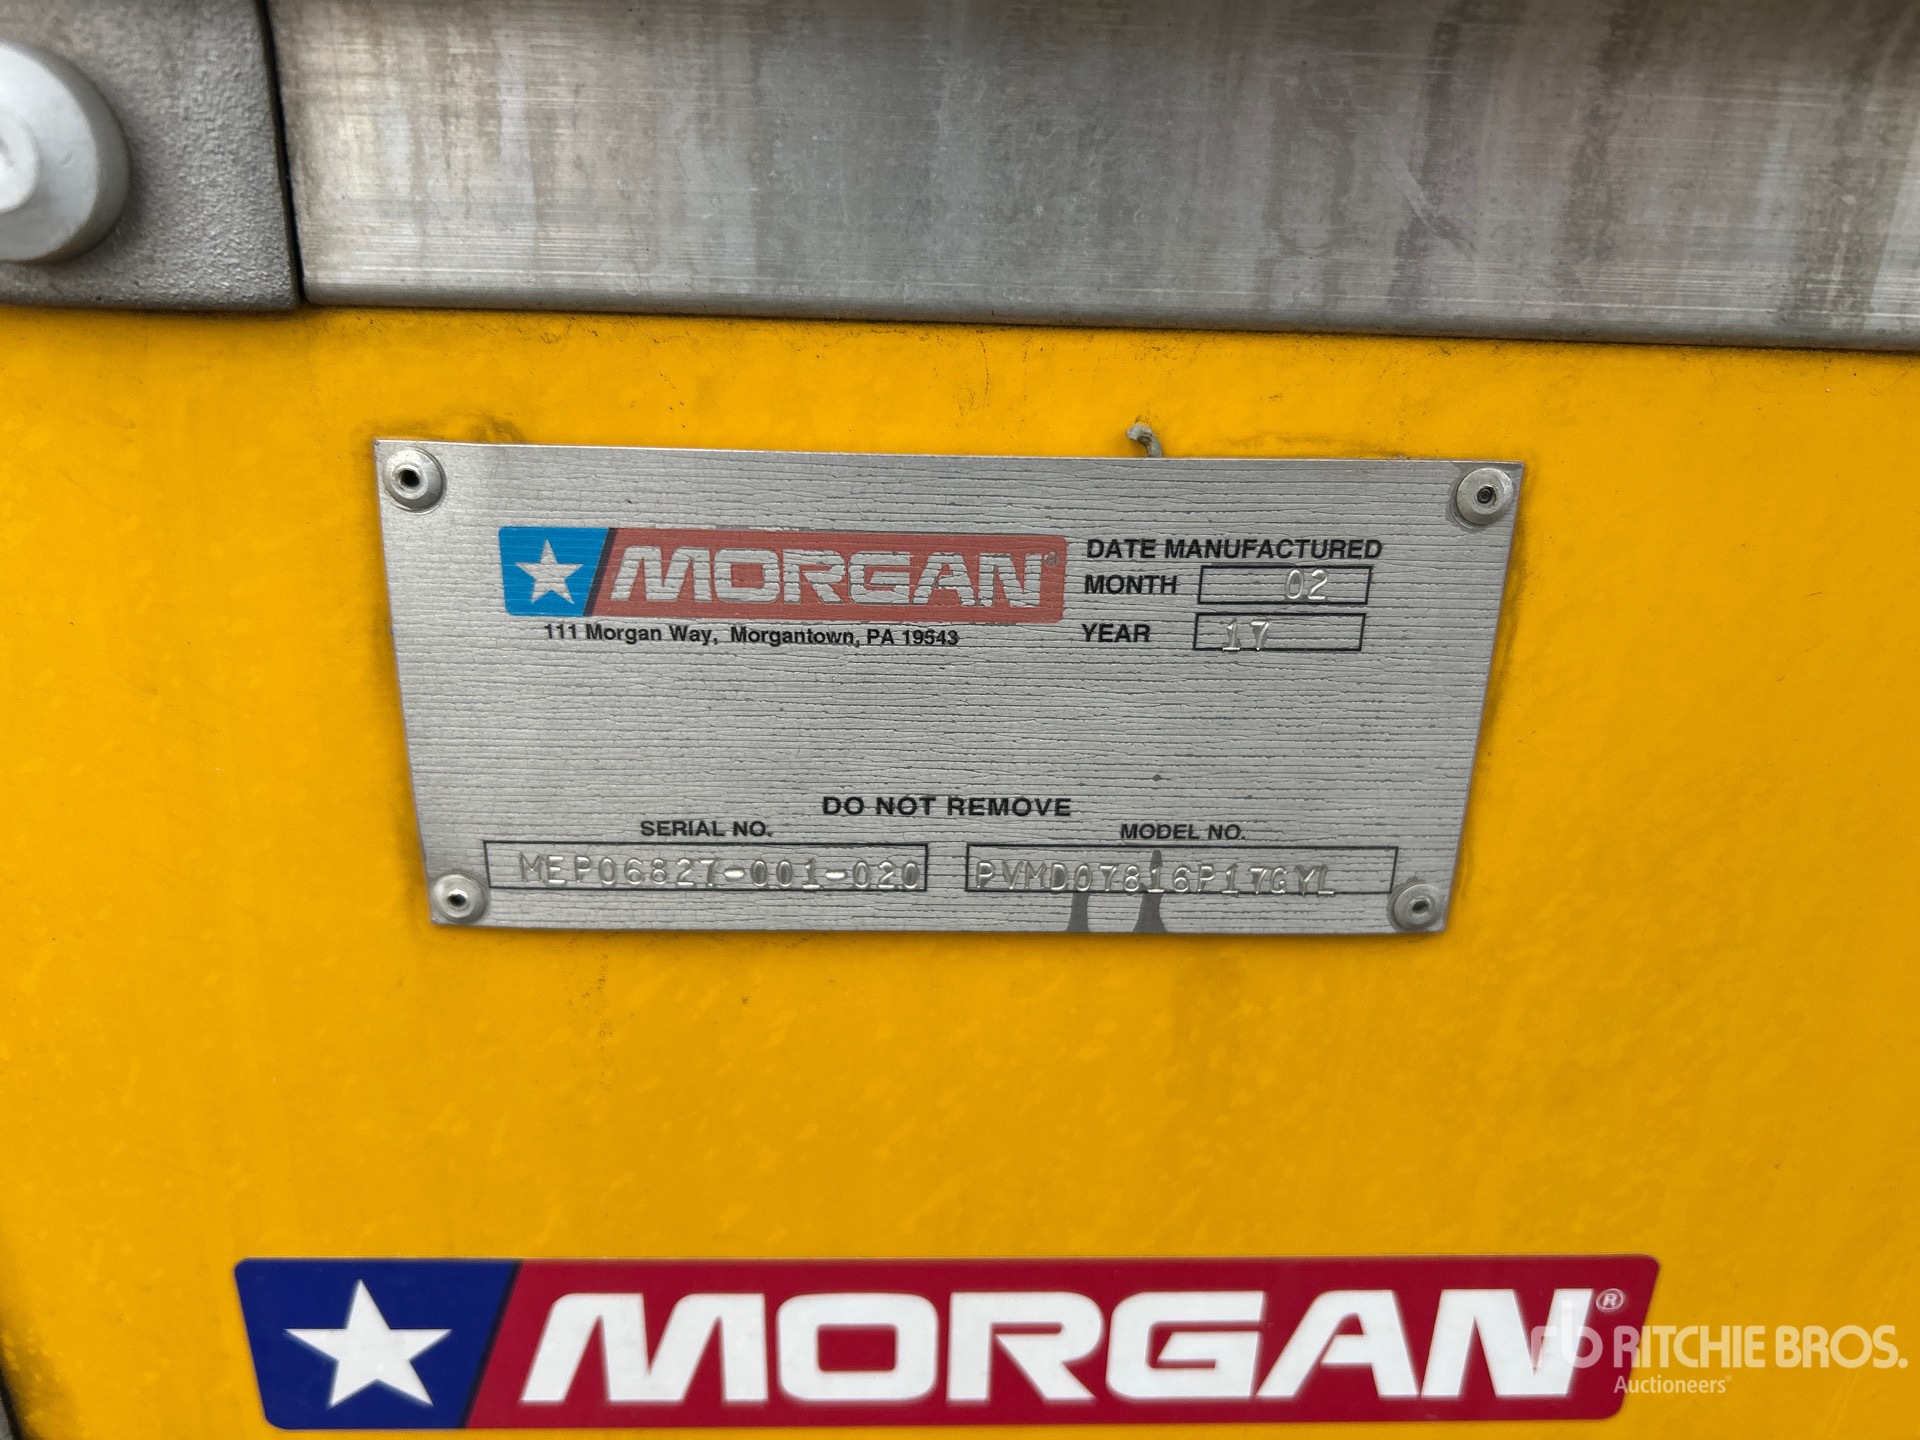 MORGAN®
111 Morgan Way, Morgantown, PA 19543
DATE MANUFACTURED
MONTH 02
YEAR 17
DO NOT REMOVE
SERIAL NO. MODEL NO.
MEP06827-001-020 PVMD07816P17GYL
MORGAN®
rb RITCHIE BROS.
Auctioneers